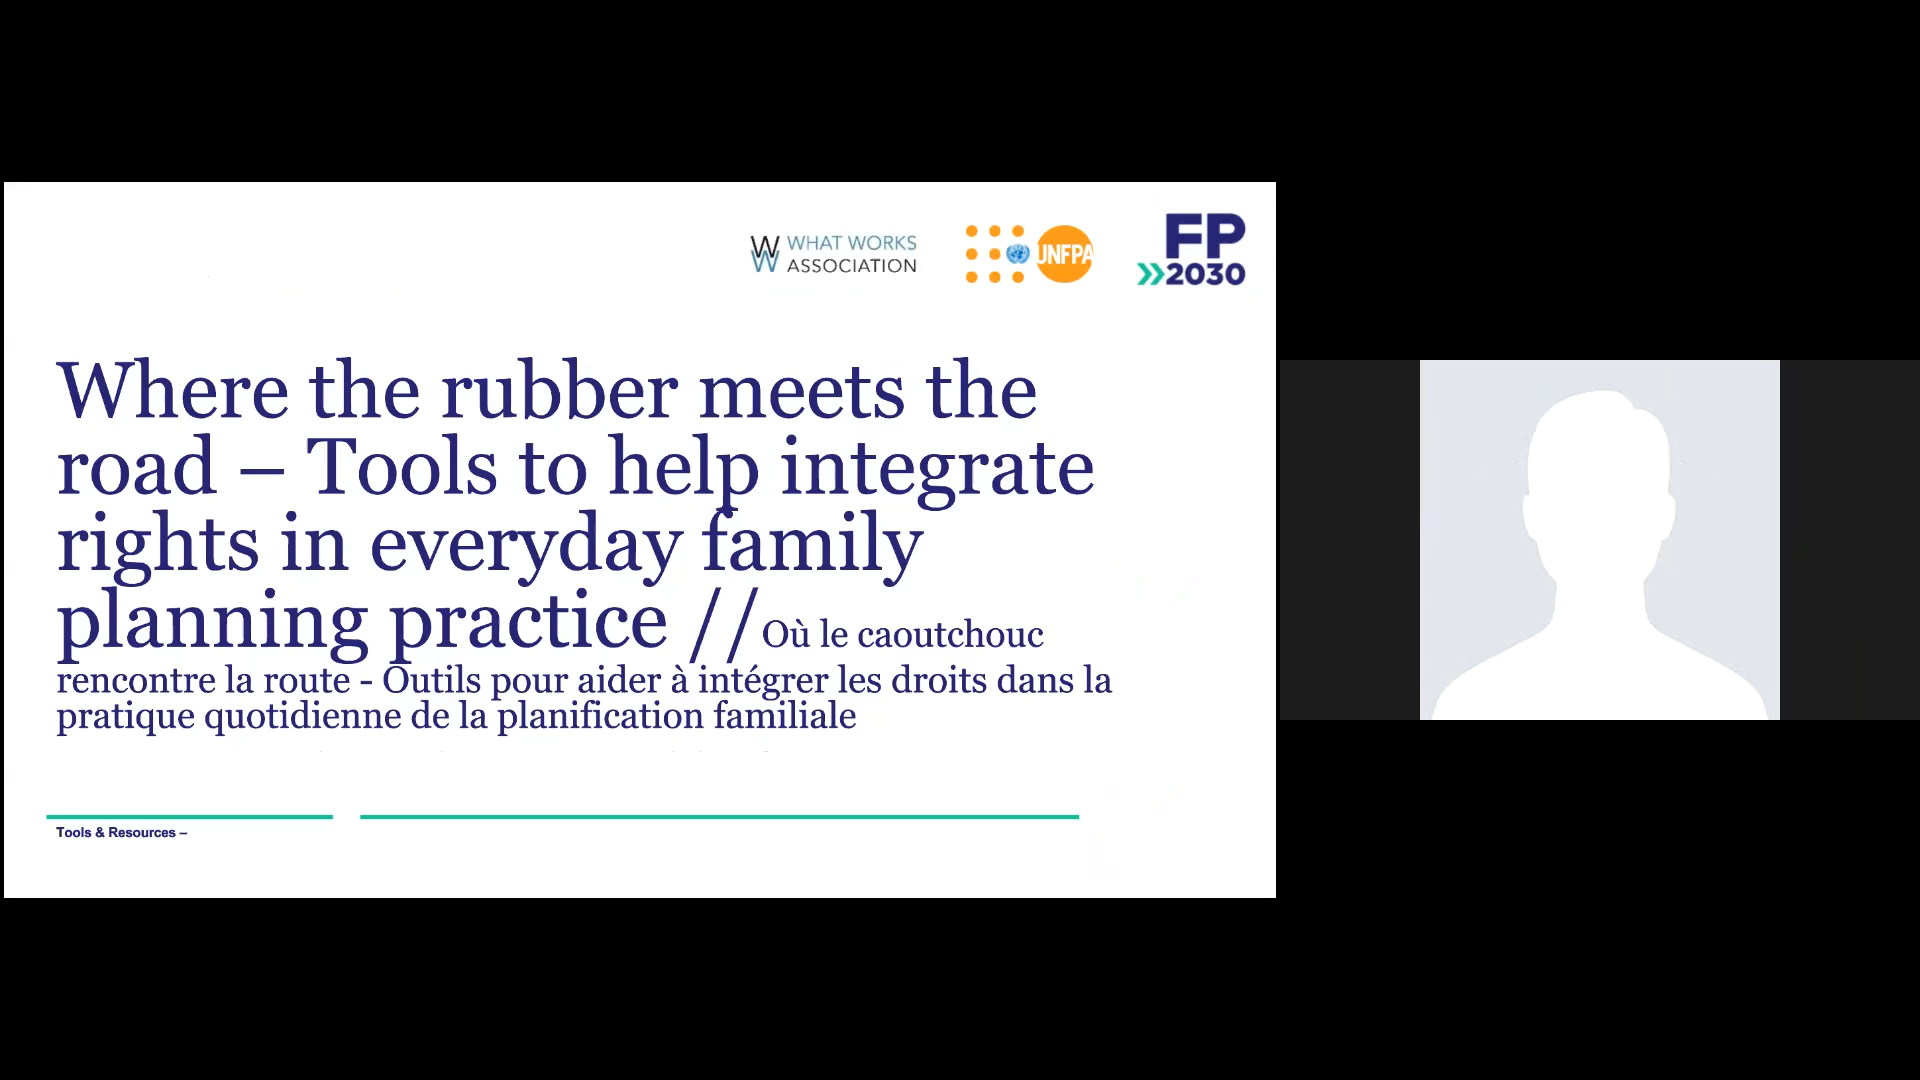 WHAT WORKS
ASSOCIATION
UNFPA
FP
2030
Where the rubber meets the
road – Tools to help integrate
rights in everyday family
planning practice // Où le caoutchouc
rencontre la route - Outils pour aider à intégrer les droits dans la
pratique quotidienne de la planification familiale
Tools & Resources –